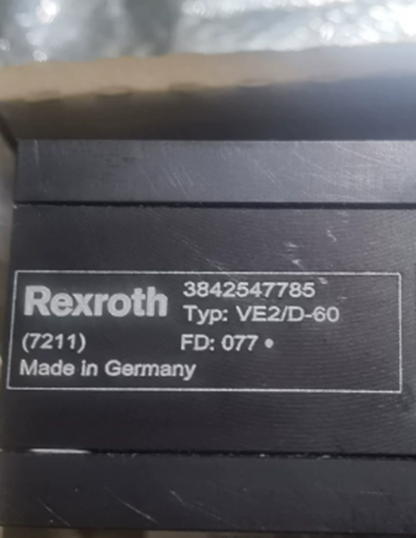 Rexroth 3842547785
Typ: VE2/D-60
(7211) FD: 077 •
Made in Germany